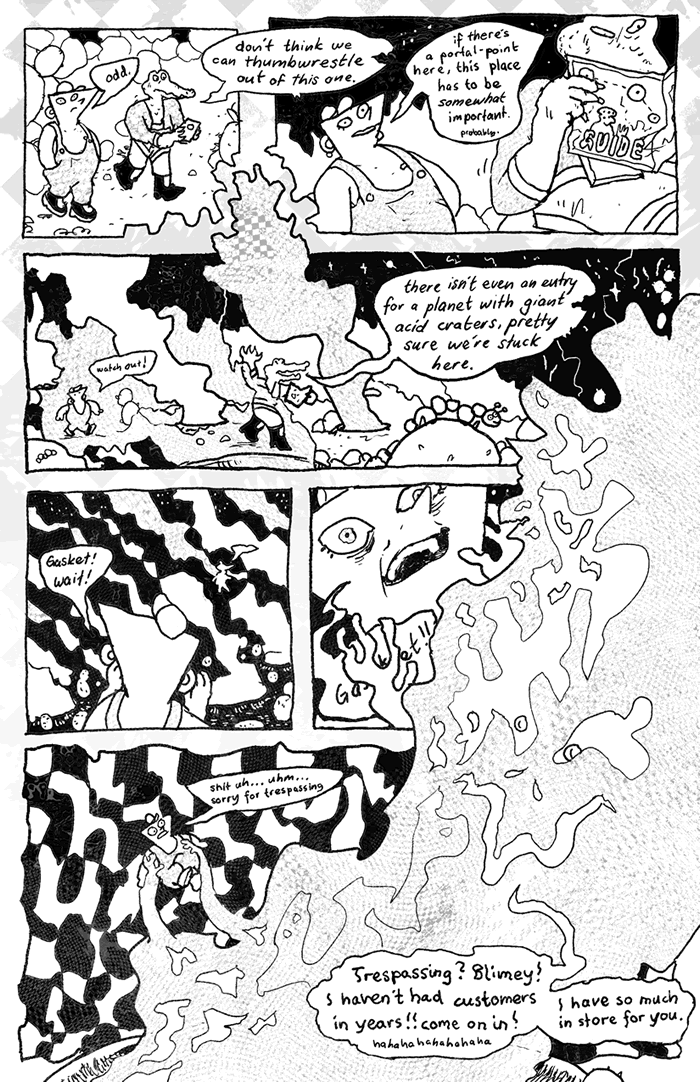 odd.
don't think we
can thumbwrestle
out of this one.
if there's
a portal-point
here, this place
has to be
somewhat
important.
probably.
GUIDE
there isn't even an entry
for a planet with giant
acid craters, pretty
sure we're stuck
here.
watch out!
Gasket!
wait!
Ga
et!!
shit uh... uhm...
sorry for trespassing
Trespassing? Blimey!
I haven't had customers
in years!! come on in!
hahahahahahahaha
I have so much
in store for you.